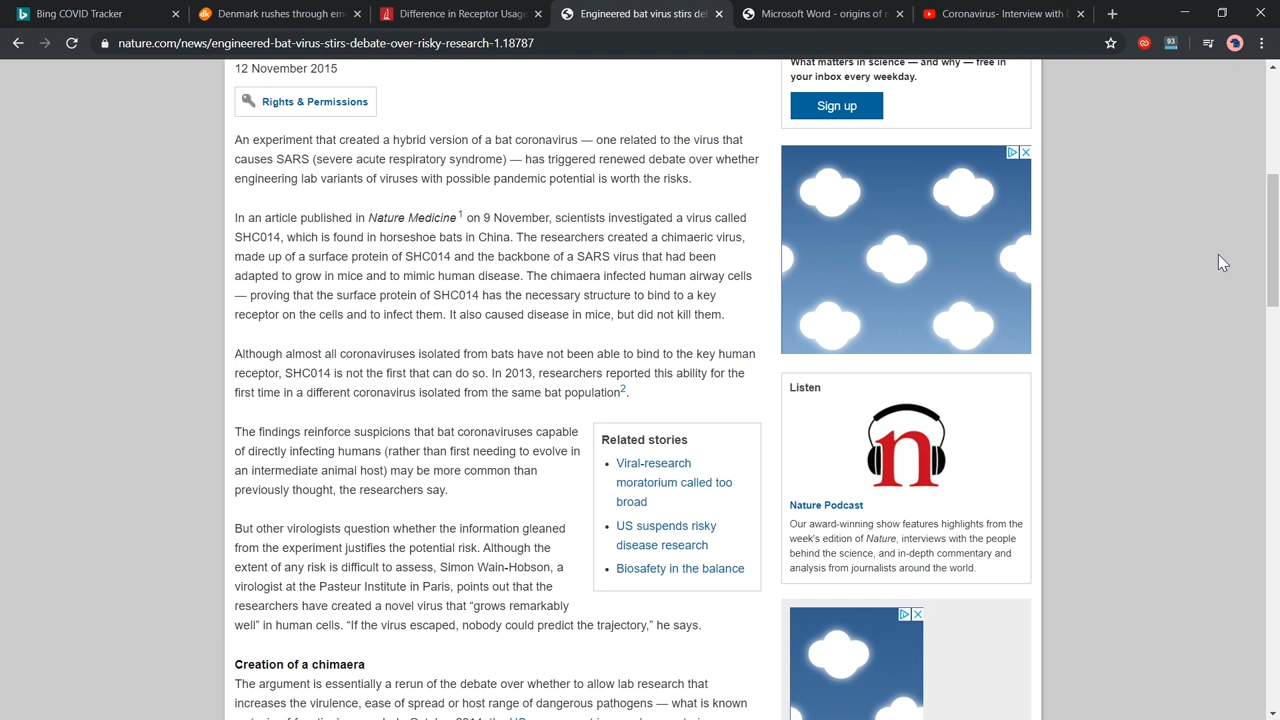 Bing COVID Tracker
Denmark rushes through em
Difference in Receptor Usage
Engineered bat virus stirs de
Microsoft Word - origins of
Coronavirus- Interview with
nature.com/news/engineered-bat-virus-stirs-debate-over-risky-research-1.18787
93
12 November 2015
Rights & Permissions
An experiment that created a hybrid version of a bat coronavirus — one related to the virus that
causes SARS (severe acute respiratory syndrome) — has triggered renewed debate over whether
engineering lab variants of viruses with possible pandemic potential is worth the risks.
In an article published in Nature Medicine1 on 9 November, scientists investigated a virus called
SHC014, which is found in horseshoe bats in China. The researchers created a chimaeric virus,
made up of a surface protein of SHC014 and the backbone of a SARS virus that had been
adapted to grow in mice and to mimic human disease. The chimaera infected human airway cells
— proving that the surface protein of SHC014 has the necessary structure to bind to a key
receptor on the cells and to infect them. It also caused disease in mice, but did not kill them.
Although almost all coronaviruses isolated from bats have not been able to bind to the key human
receptor, SHC014 is not the first that can do so. In 2013, researchers reported this ability for the
first time in a different coronavirus isolated from the same bat population2.
The findings reinforce suspicions that bat coronaviruses capable
of directly infecting humans (rather than first needing to evolve in
an intermediate animal host) may be more common than
previously thought, the researchers say.
But other virologists question whether the information gleaned
from the experiment justifies the potential risk. Although the
extent of any risk is difficult to assess, Simon Wain-Hobson, a
virologist at the Pasteur Institute in Paris, points out that the
researchers have created a novel virus that “grows remarkably
well” in human cells. “If the virus escaped, nobody could predict the trajectory,” he says.
Creation of a chimaera
The argument is essentially a rerun of the debate over whether to allow lab research that
increases the virulence, ease of spread or host range of dangerous pathogens — what is known
Related stories
• Viral-research
moratorium called too
broad
• US suspends risky
disease research
• Biosafety in the balance
What matters in science — and why — free in
your inbox every weekday.
Sign up
Listen
n
Nature Podcast
Our award-winning show features highlights from the
week's edition of Nature, interviews with the people
behind the science, and in-depth commentary and
analysis from journalists around the world.